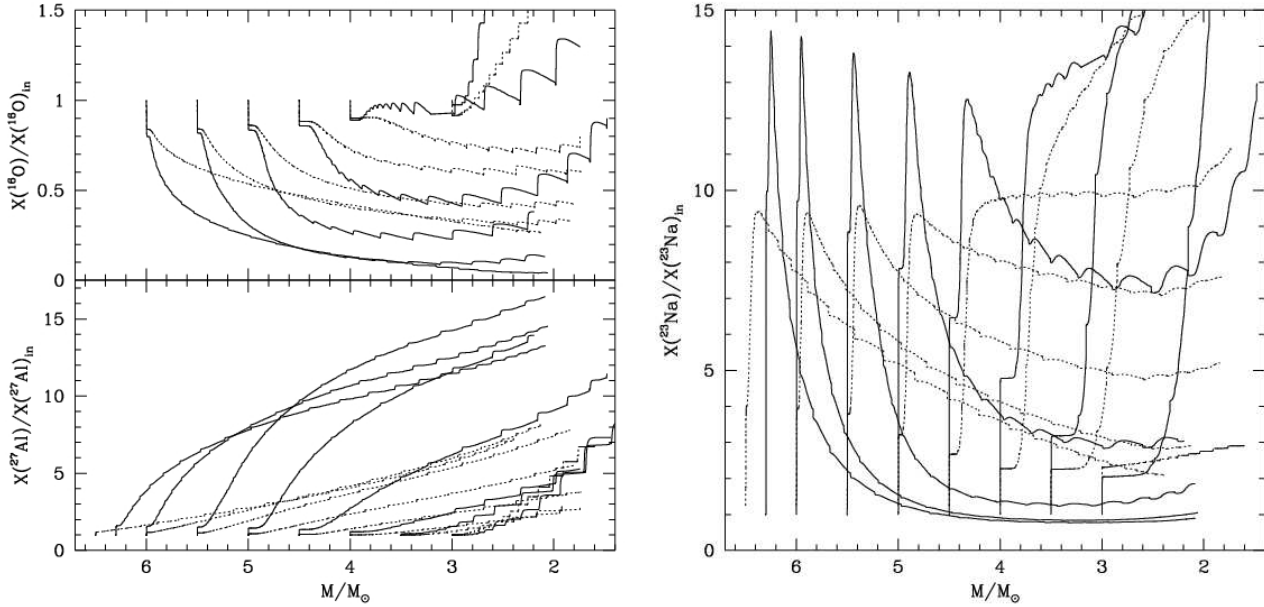 1.5
1
0.5
0
X(¹⁶O)/X(¹⁶O)ᵢₙ
15
10
5
0
X(²⁷Al)/X(²⁷Al)ᵢₙ
6 5 4 3 2
M/M☉
15
10
5
0
X(²³Na)/X(²³Na)ᵢₙ
6 5 4 3 2
M/M☉